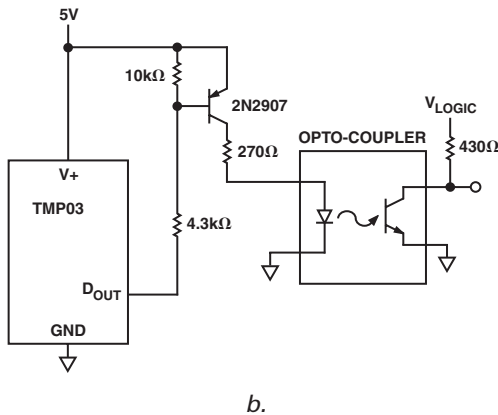 5V
10kΩ
2N2907
V_LOGIC
OPTO-COUPLER
430Ω
270Ω
V+
TMP03
4.3kΩ
D_OUT
GND
b.